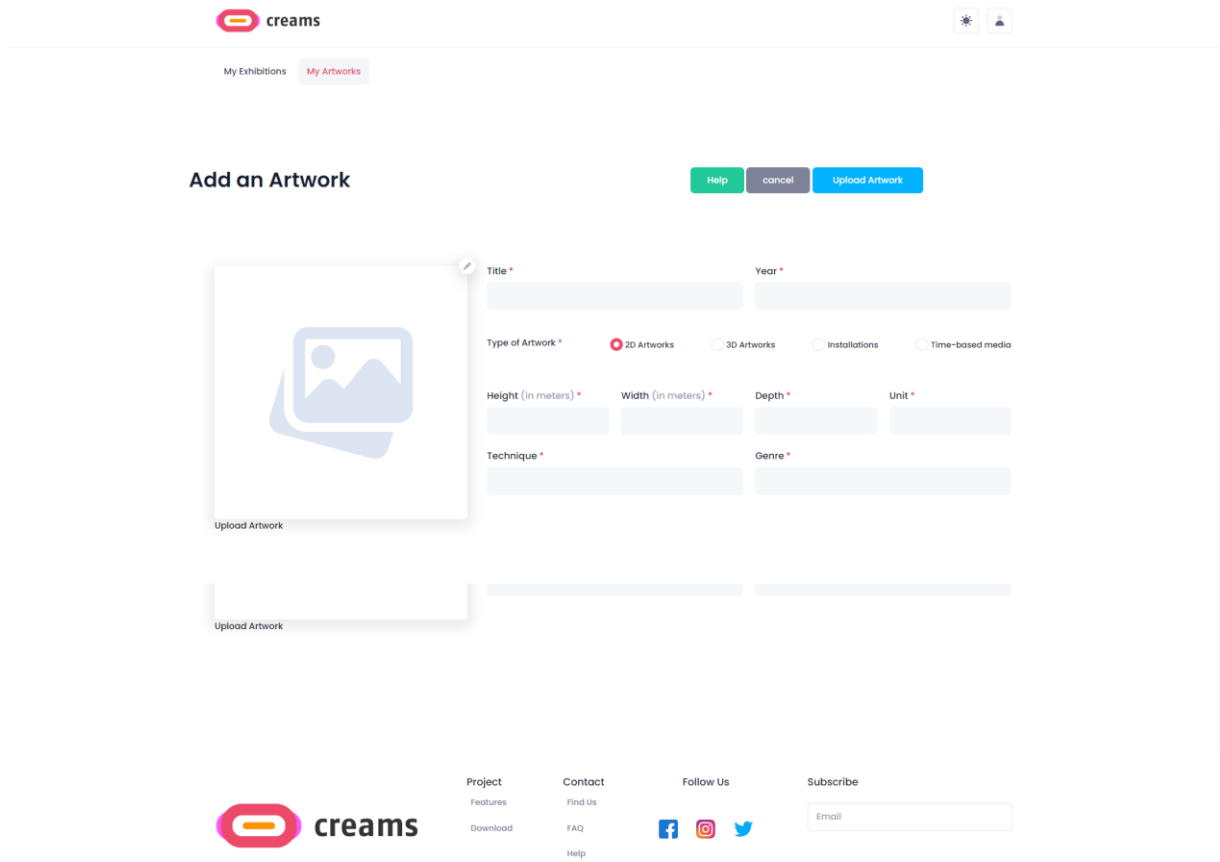 creams
My Exhibitions My Artworks
Add an Artwork Help cancel Upload Artwork
Title * Year *
Type of Artwork * 2D Artworks 3D Artworks Installations Time-based media
Height (in meters) * Width (in meters) * Depth * Unit *
Technique * Genre *
Upload Artwork
Upload Artwork
Project Contact Follow Us Subscribe
Features Find Us
creams Download FAQ Email
Help